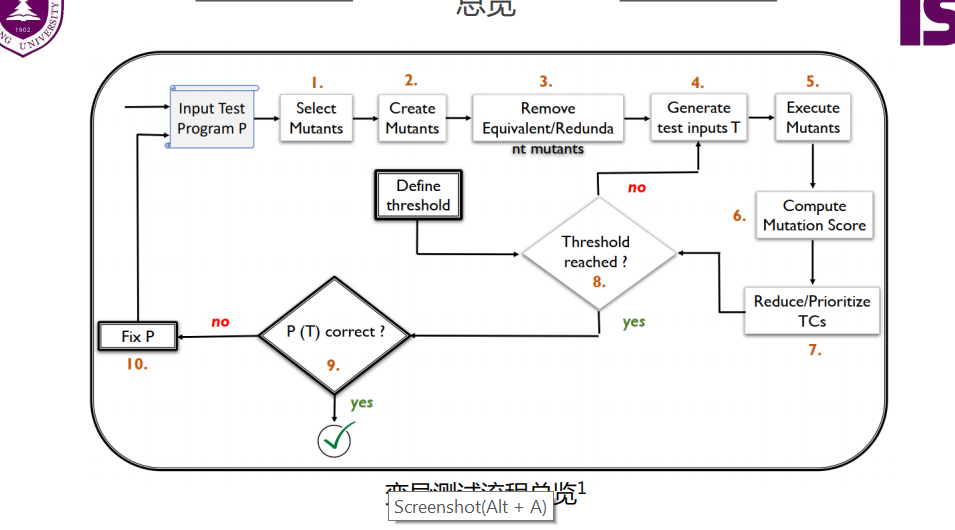 总览
1902
NG UNIVERSITY
IS
1.
2.
3.
4.
5.
Input Test
Program P
Select
Mutants
Create
Mutants
Remove
Equivalent/Redunda
nt mutants
Generate
test inputs T
Execute
Mutants
Define
threshold
no
6.
Compute
Mutation Score
Threshold
reached ?
8.
Reduce/Prioritize
TCs
7.
yes
P (T) correct ?
9.
no
Fix P
10.
yes
变异测试流程总览1
Screenshot(Alt + A)